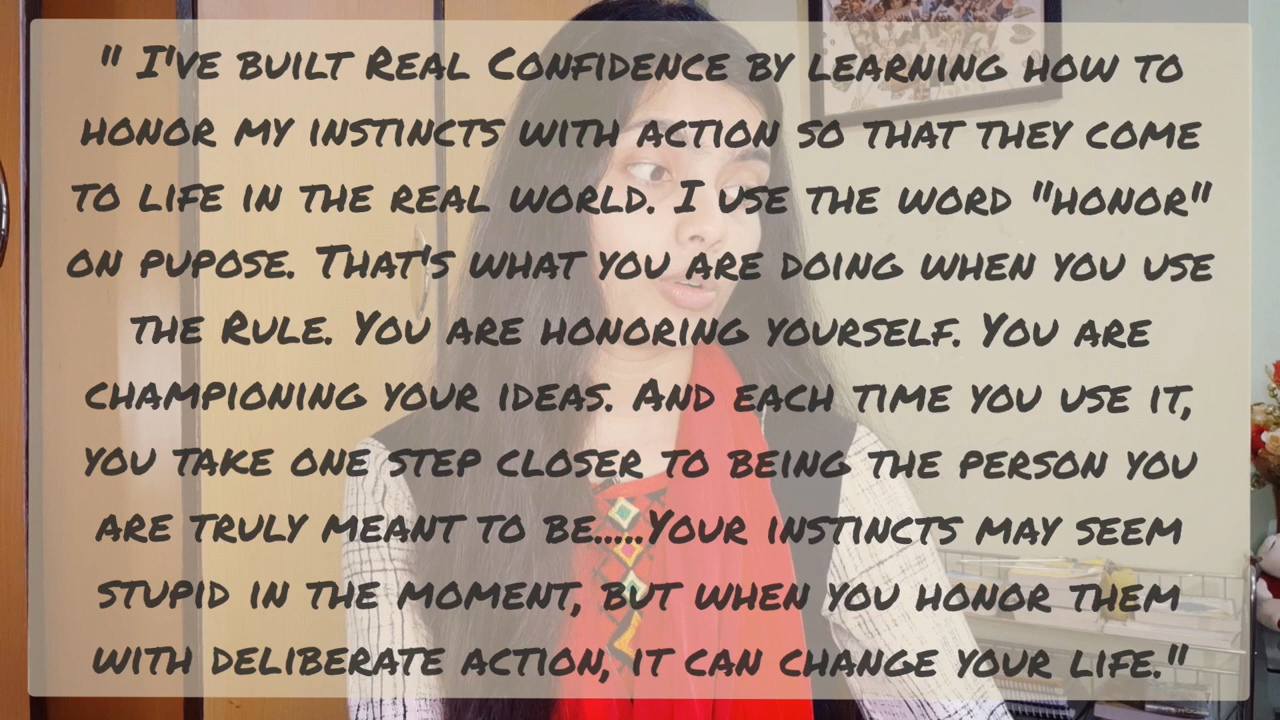 " I've built Real Confidence by learning how to
honor my instincts with action so that they come
to life in the real world. I use the word "honor"
on pupose. That's what you are doing when you use
the Rule. You are honoring yourself. You are
championing your ideas. And each time you use it,
you take one step closer to being the person you
are truly meant to be.....Your instincts may seem
stupid in the moment, but when you honor them
with deliberate action, it can change your life."